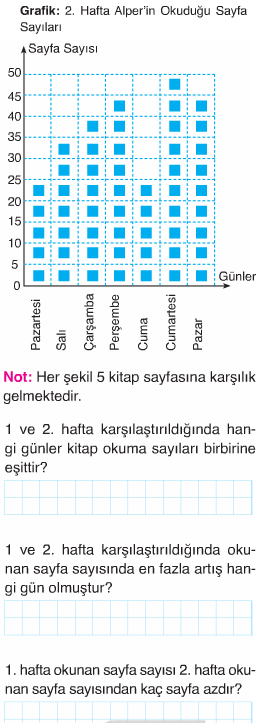 Grafik: 2. Hafta Alper'in Okuduğu Sayfa
Sayıları
Sayfa Sayısı
50
45
40
35
30
25
20
15
10
5
0
Günler
Pazartesi
Salı
Çarşamba
Perşembe
Cuma
Cumartesi
Pazar
Not: Her şekil 5 kitap sayfasına karşılık
gelmektedir.
1 ve 2. hafta karşılaştırıldığında han-
gi günler kitap okuma sayıları birbirine
eşittir?
1 ve 2. hafta karşılaştırıldığında oku-
nan sayfa sayısında en fazla artış han-
gi gün olmuştur?
1. hafta okunan sayfa sayısı 2. hafta oku-
nan sayfa sayısından kaç sayfa azdır?